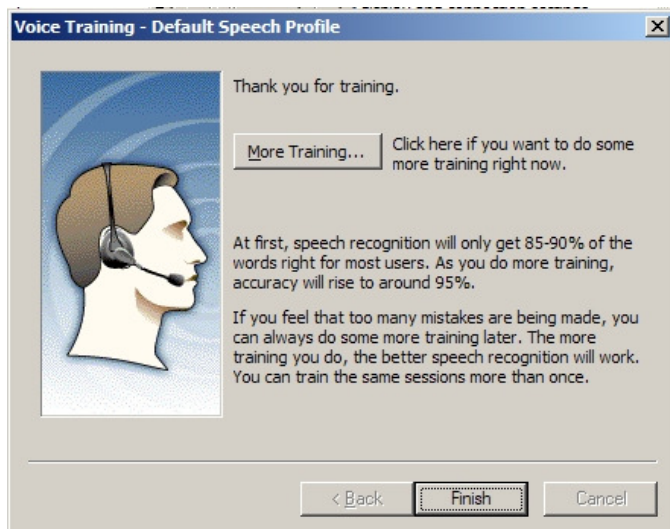 Voice Training - Default Speech Profile
Thank you for training.
More Training...
Click here if you want to do some
more training right now.
At first, speech recognition will only get 85-90% of the
words right for most users. As you do more training,
accuracy will rise to around 95%.
If you feel that too many mistakes are being made, you
can always do some more training later. The more
training you do, the better speech recognition will work.
You can train the same sessions more than once.
< Back
Finish
Cancel